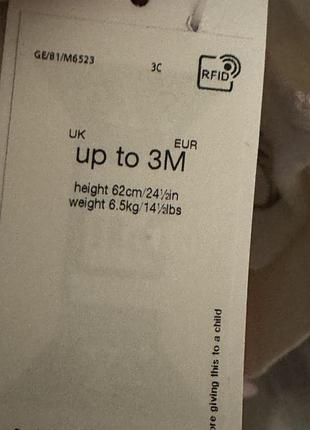 GE/81/M6523 3C RFID
UK EUR
up to 3M
height 62cm/24½in
weight 6.5kg/14½lbs
giving this to a child